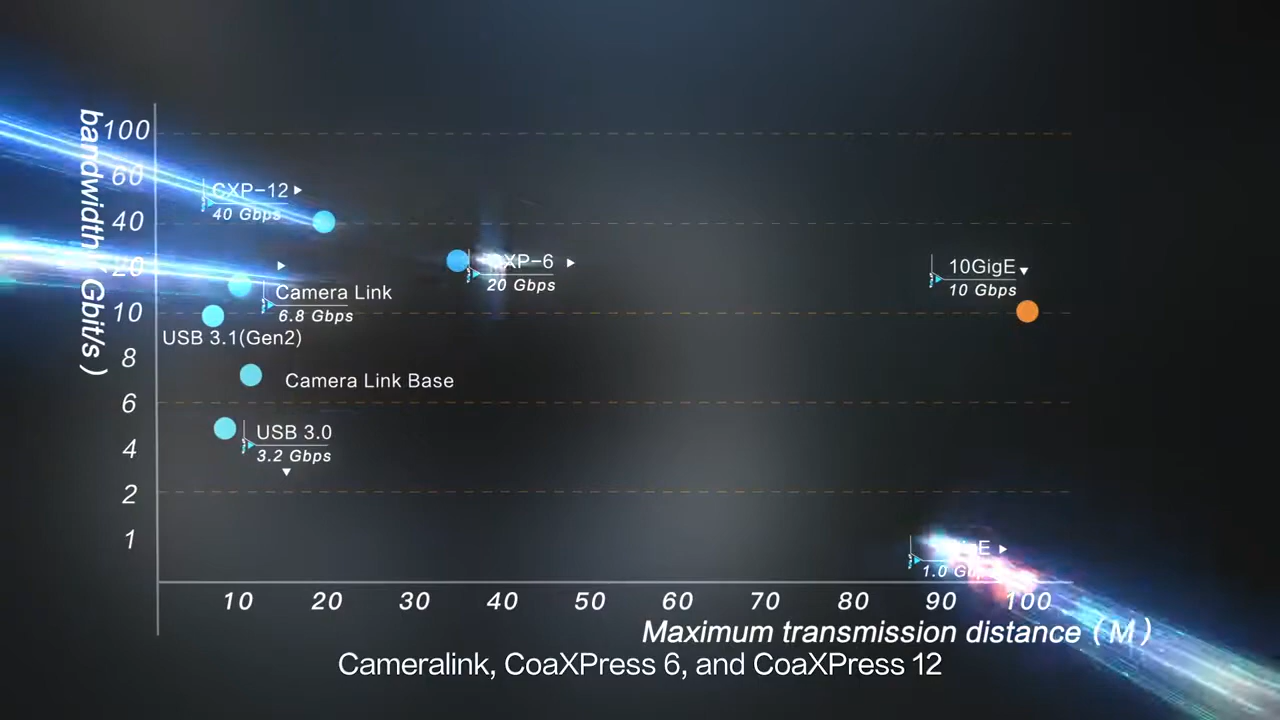 bandwidth ( Gbit/s )
100
60
40
20
10
8
6
4
2
1
CXP-12
40 Gbps
CXP-6
20 Gbps
10GigE
10 Gbps
Camera Link
6.8 Gbps
USB 3.1(Gen2)
Camera Link Base
USB 3.0
3.2 Gbps
1.0
10 20 30 40 50 60 70 80 90 100
Maximum transmission distance ( M )
Cameralink, CoaXPress 6, and CoaXPress 12